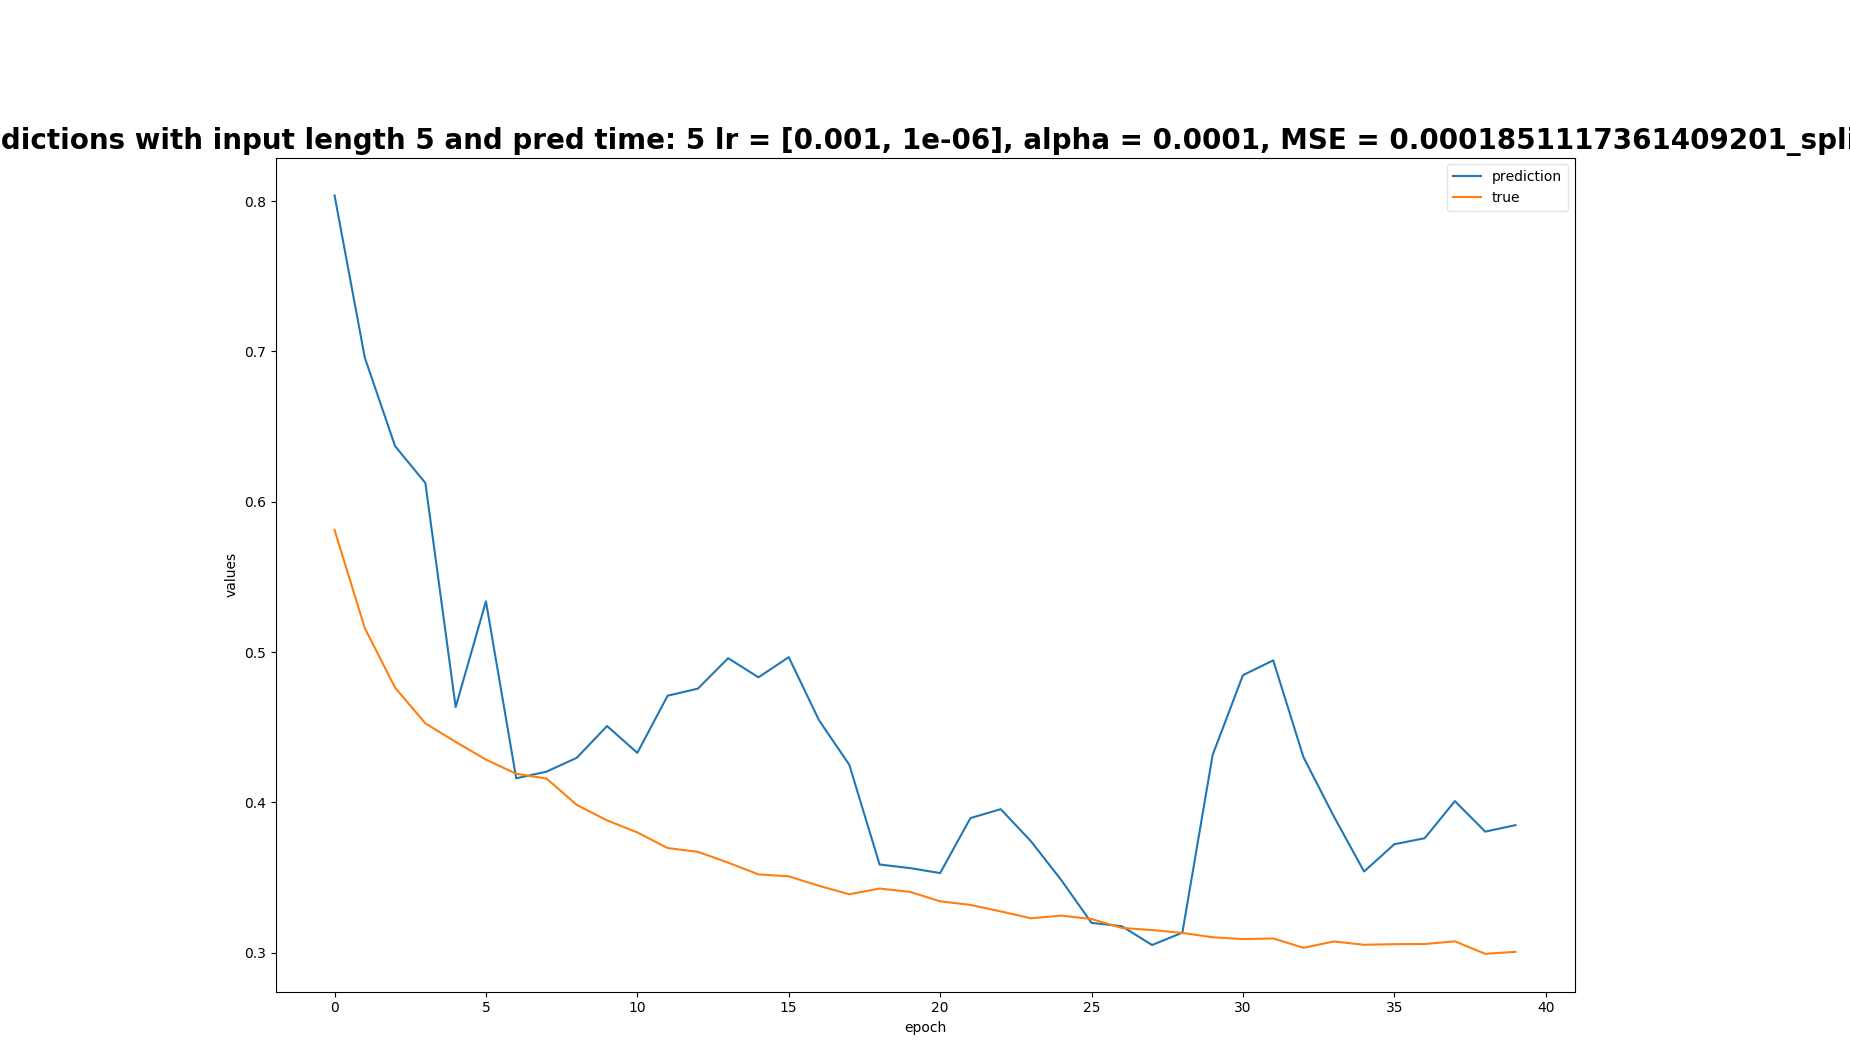 dictions with input length 5 and pred time: 5 lr = [0.001, 1e-06], alpha = 0.0001, MSE = 0.0001851117361409201_spli
prediction
true
0.8
0.7
0.6
0.5
0.4
0.3
values
0 5 10 15 20 25 30 35 40
epoch